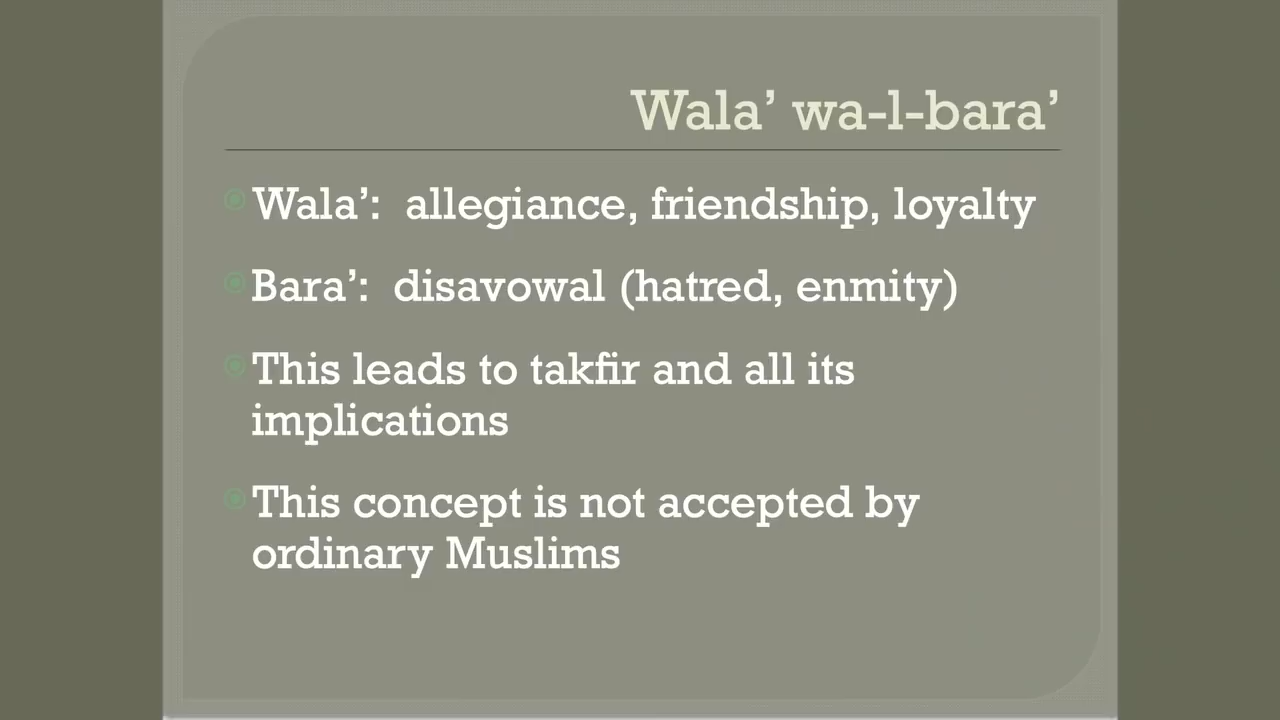 Wala’ wa-l-bara’
Wala’: allegiance, friendship, loyalty
Bara’: disavowal (hatred, enmity)
This leads to takfir and all its
implications
This concept is not accepted by
ordinary Muslims